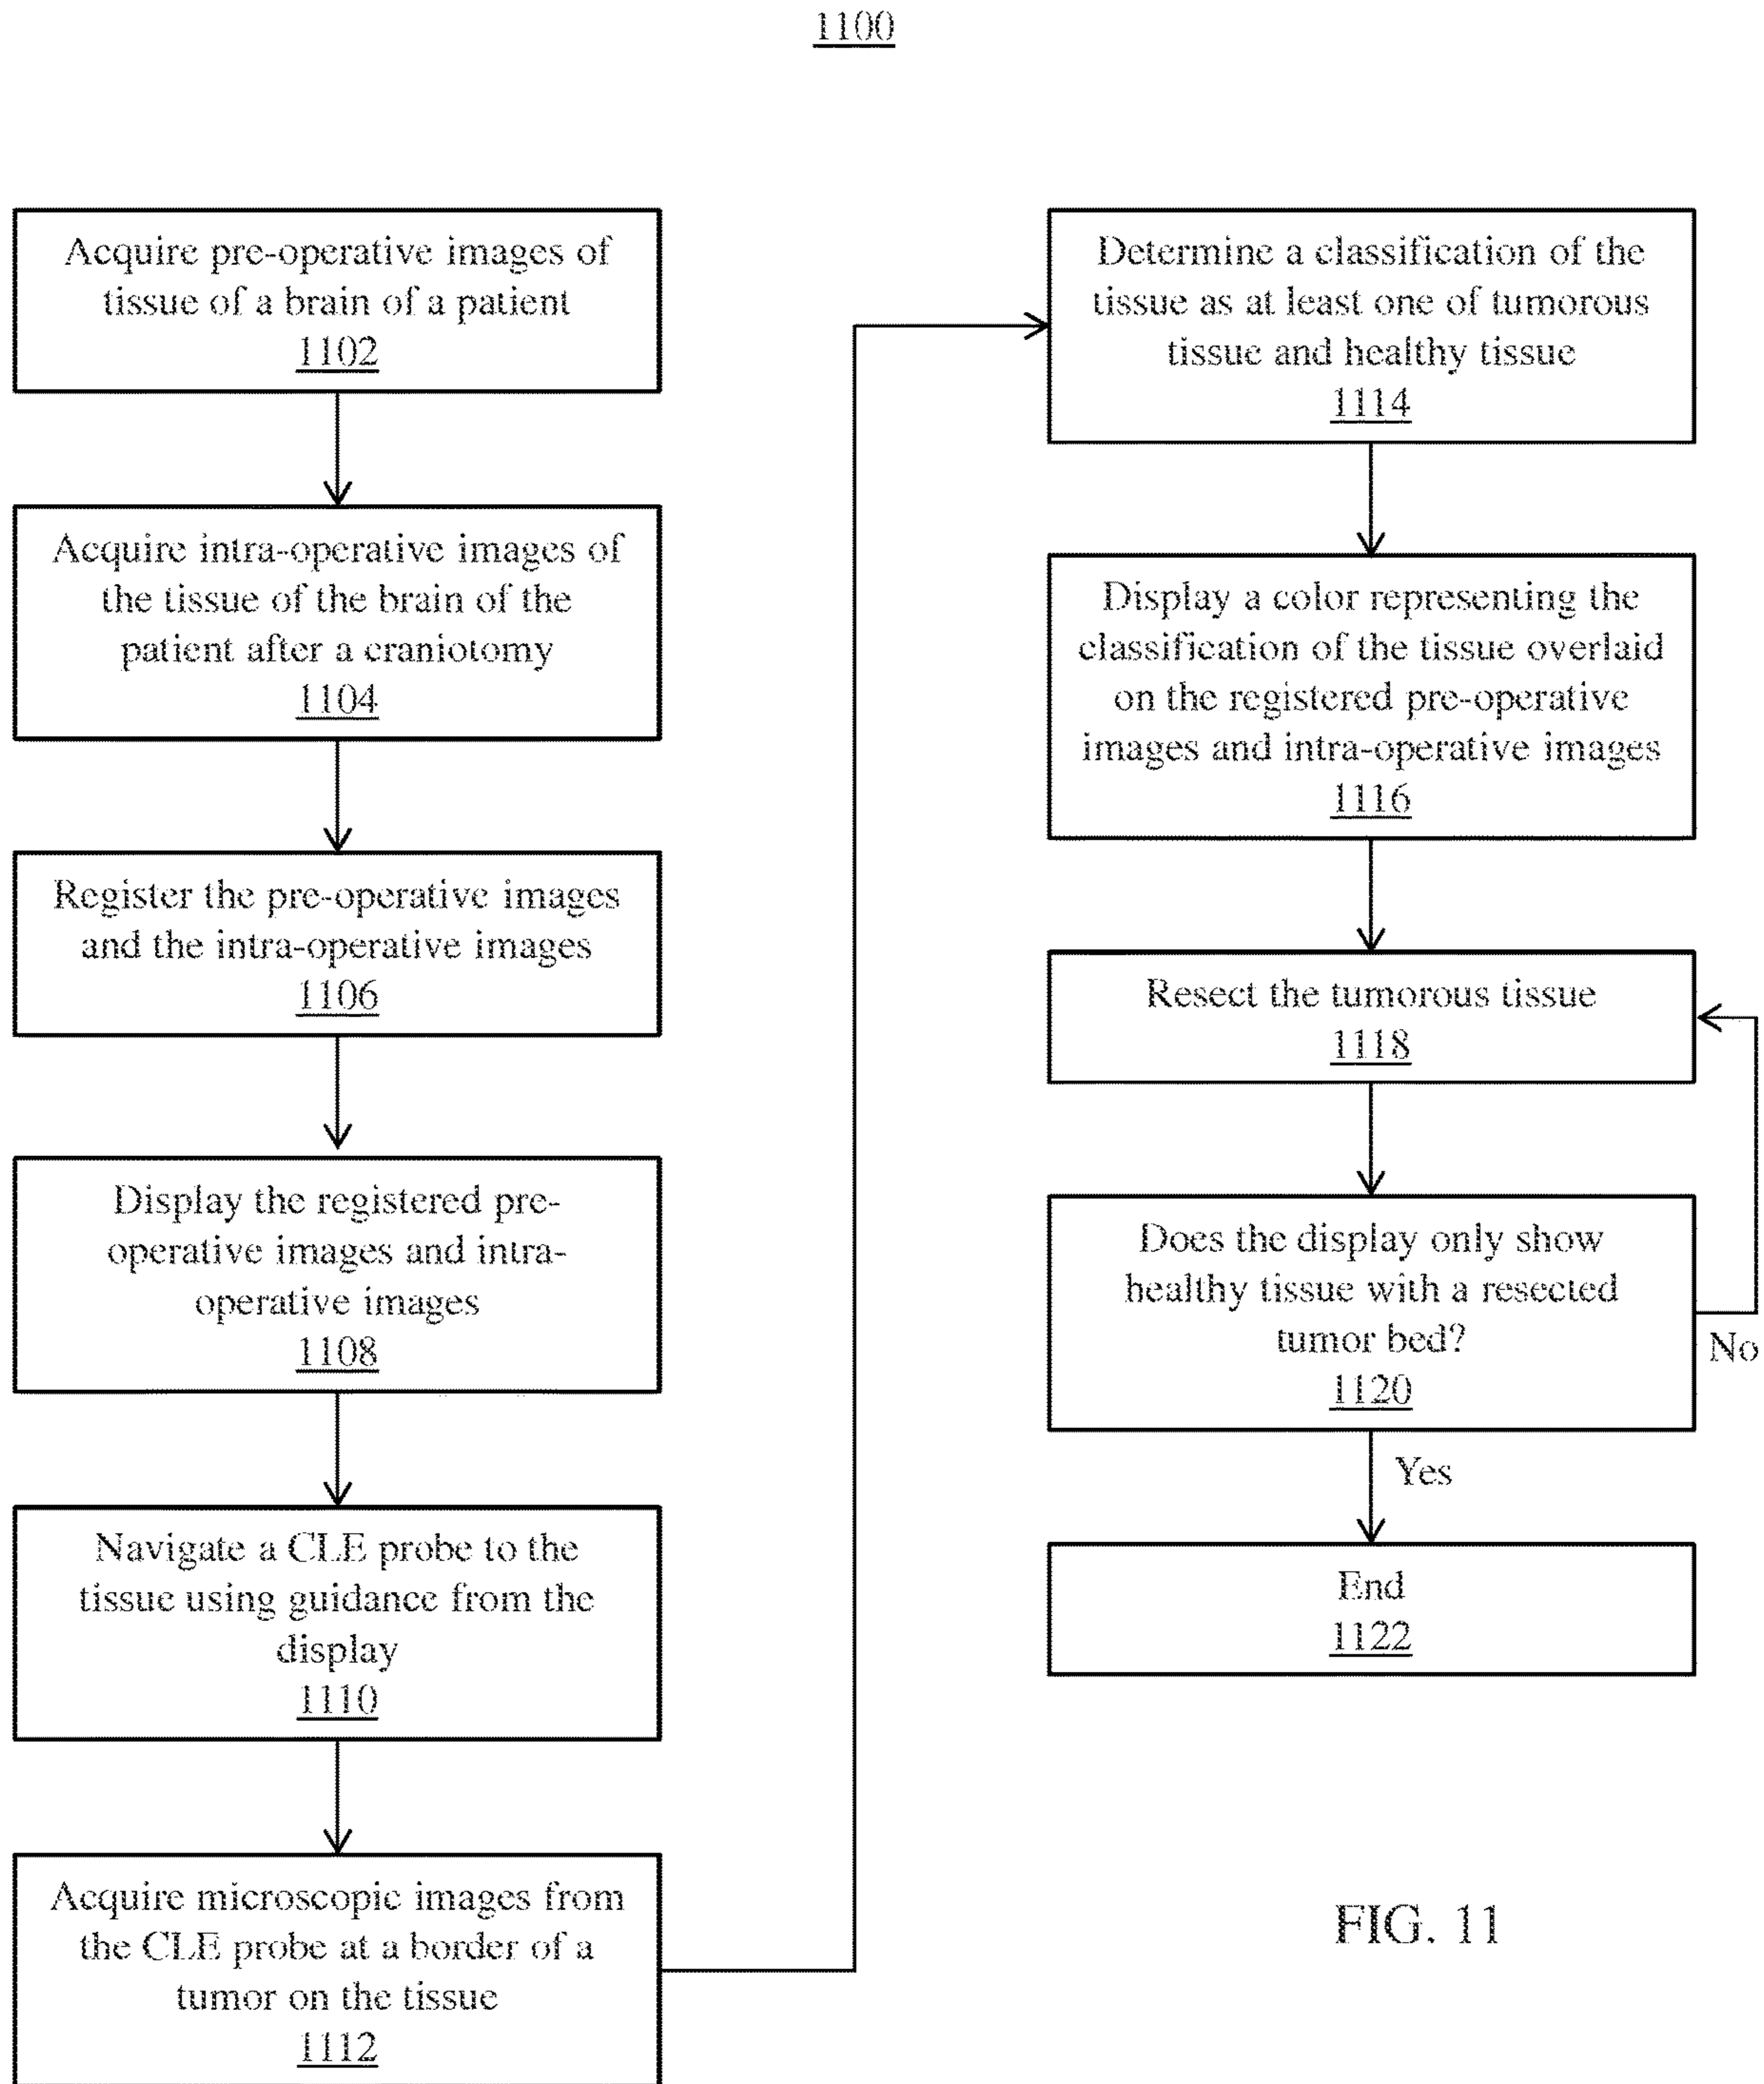 1100
Acquire pre-operative images of
tissue of a brain of a patient
1102
Acquire intra-operative images of
the tissue of the brain of the
patient after a craniotomy
1104
Register the pre-operative images
and the intra-operative images
1106
Display the registered pre-
operative images and intra-
operative images
1108
Navigate a CLE probe to the
tissue using guidance from the
display
1110
Acquire microscopic images from
the CLE probe at a border of a
tumor on the tissue
1112
Determine a classification of the
tissue as at least one of tumorous
tissue and healthy tissue
1114
Display a color representing the
classification of the tissue overlaid
on the registered pre-operative
images and intra-operative images
1116
Resect the tumorous tissue
1118
Does the display only show
healthy tissue with a resected
tumor bed?
1120
No
Yes
End
1122
FIG. 11